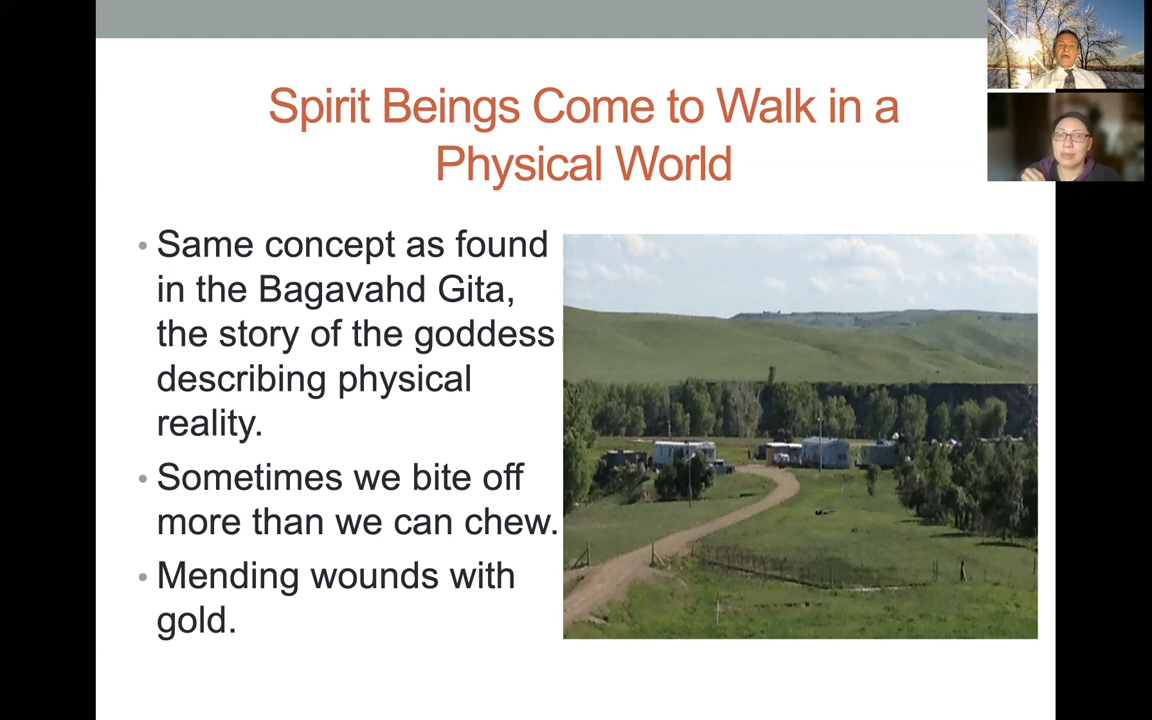 Spirit Beings Come to Walk in a
Physical World
• Same concept as found
in the Bagavahd Gita,
the story of the goddess
describing physical
reality.
• Sometimes we bite off
more than we can chew.
• Mending wounds with
gold.